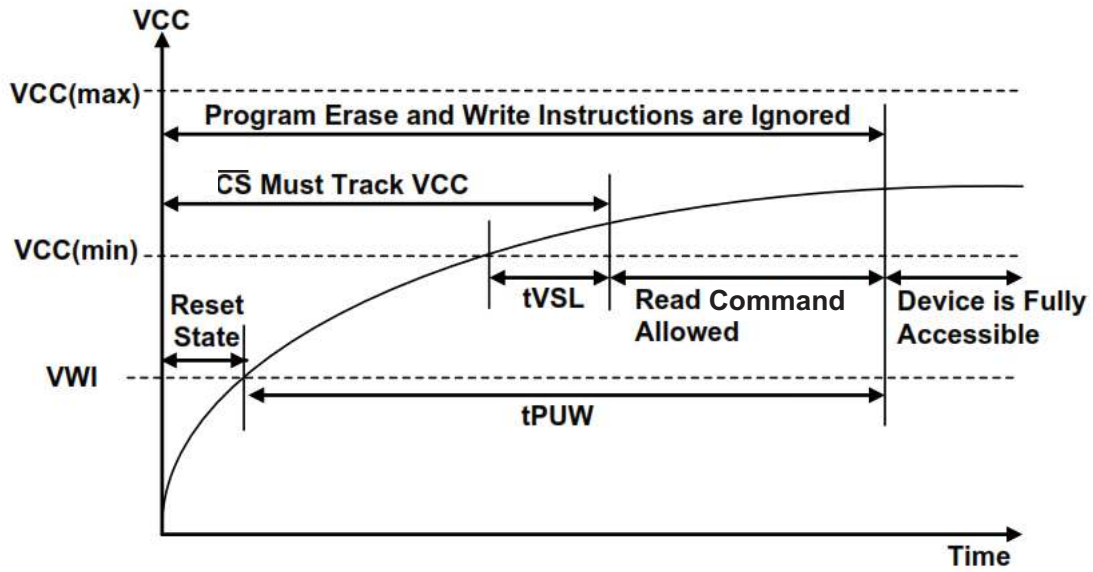 VCC
VCC(max)
Program Erase and Write Instructions are Ignored
C̅S̅ Must Track VCC
VCC(min)
Reset
State
tVSL
Read Command
Allowed
Device is Fully
Accessible
VWI
tPUW
Time